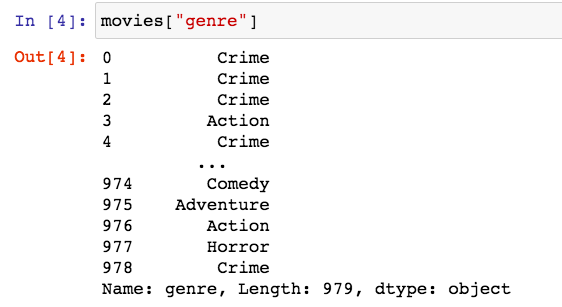 In [4]: movies["genre"]
Out[4]: 0 Crime
1 Crime
2 Crime
3 Action
4 Crime
...
974 Comedy
975 Adventure
976 Action
977 Horror
978 Crime
Name: genre, Length: 979, dtype: object